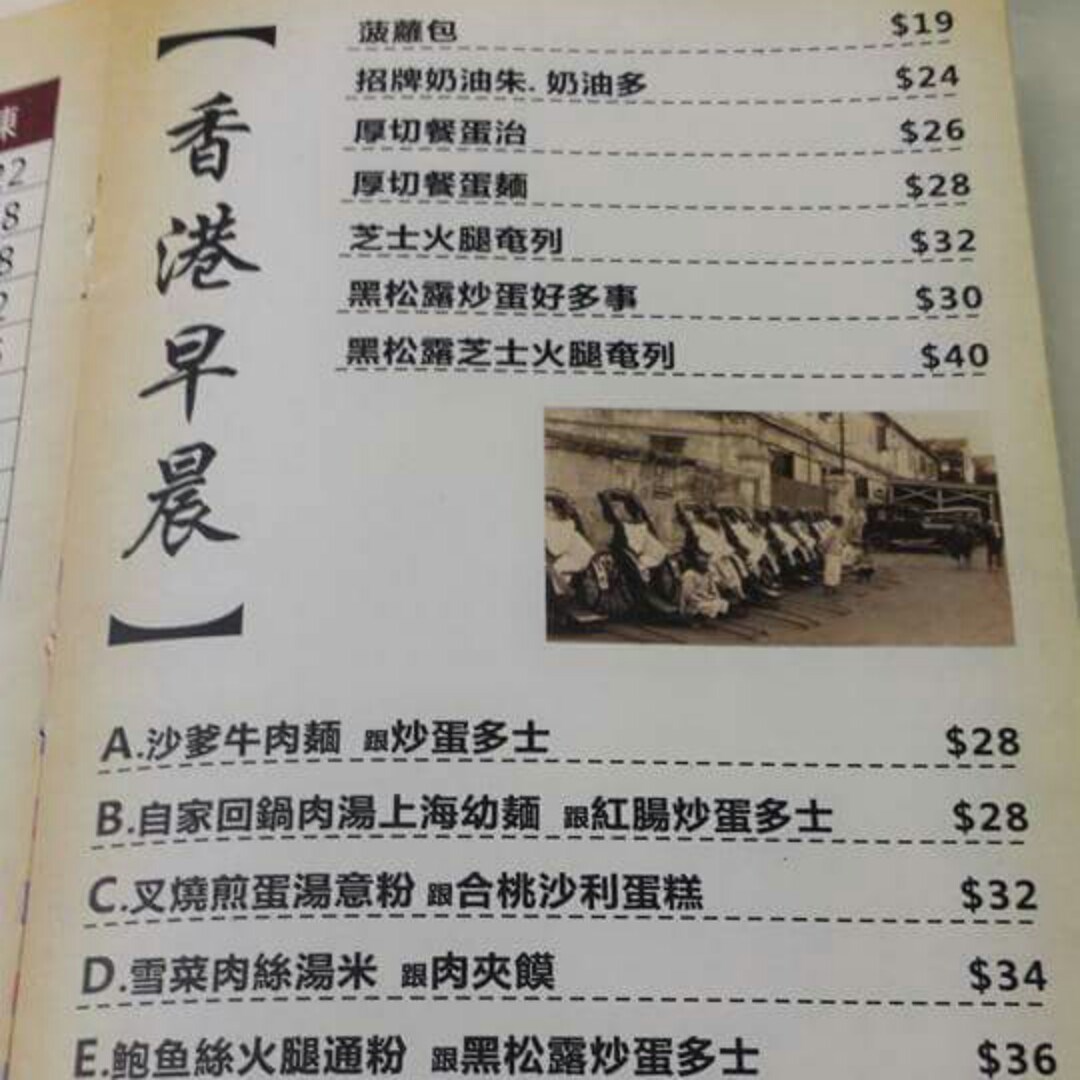 【香港早晨】
菠蘿包 $19
招牌奶油朱.奶油多 $24
厚切餐蛋治 $26
厚切餐蛋麵 $28
芝士火腿奄列 $32
黑松露炒蛋好多事 $30
黑松露芝士火腿奄列 $40
A.沙爹牛肉麵 跟炒蛋多士 $28
B.自家回鍋肉湯上海幼麵 跟紅腸炒蛋多士 $28
C.叉燒煎蛋湯意粉 跟合桃沙利蛋糕 $32
D.雪菜肉絲湯米 跟肉夾饃 $34
E.鮑魚絲火腿通粉 跟黑松露炒蛋多士 $36